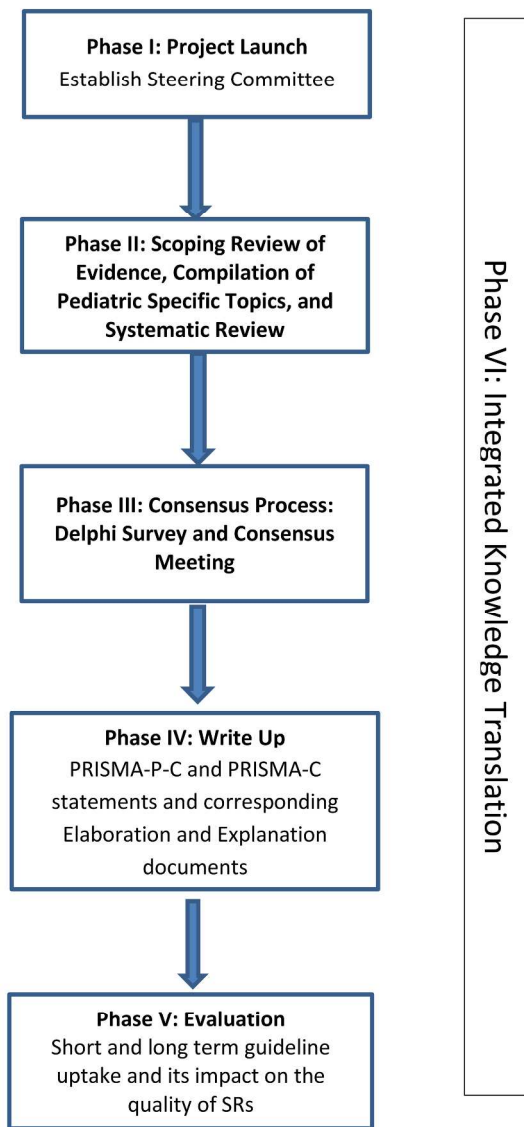 Phase I: Project Launch
Establish Steering Committee
Phase II: Scoping Review of
Evidence, Compilation of
Pediatric Specific Topics, and
Systematic Review
Phase III: Consensus Process:
Delphi Survey and Consensus
Meeting
Phase IV: Write Up
PRISMA-P-C and PRISMA-C
statements and corresponding
Elaboration and Explanation
documents
Phase V: Evaluation
Short and long term guideline
uptake and its impact on the
quality of SRs
Phase VI: Integrated Knowledge Translation